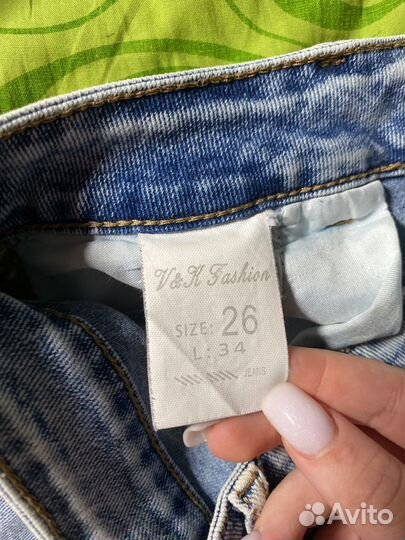 V&K Fashion
SIZE: 26
L: 34
JEANS
Avito